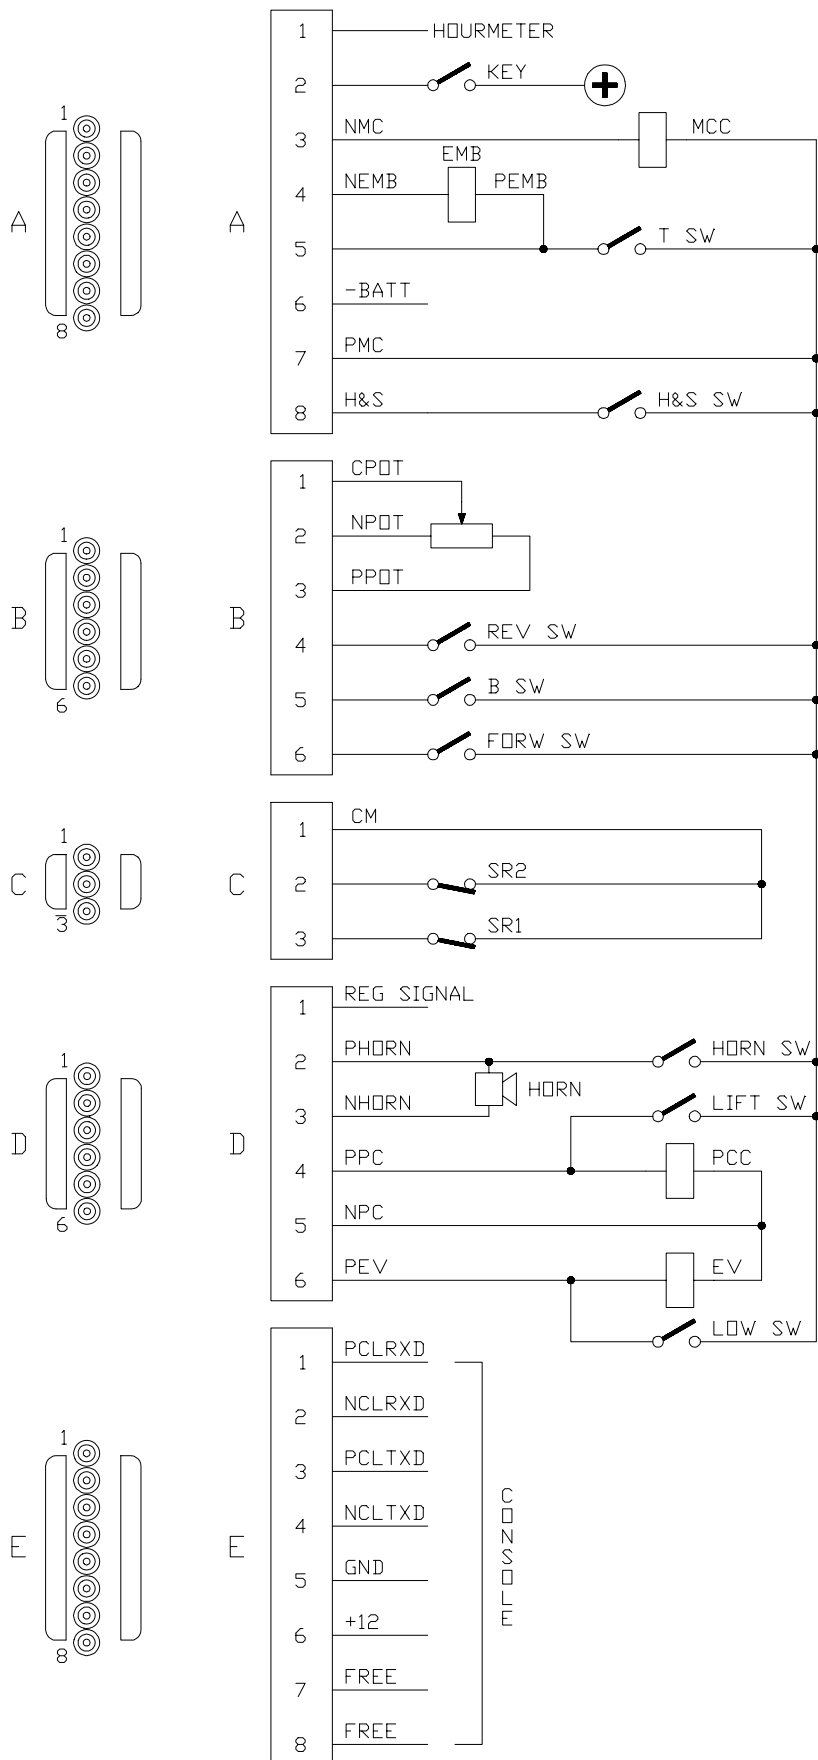 1 HOURMETER
2 KEY
3 NMC MCC
EMB
4 NEMB PEMB
5 T SW
6 -BATT
7 PMC
8 H&S H&S SW
A 1 8 A
1 CPOT
2 NPOT
3 PPOT
4 REV SW
5 B SW
6 FORW SW
B 1 6 B
1 CM
2 SR2
3 SR1
C 1 3 C
1 REG SIGNAL
2 PHORN HORN SW
HORN
3 NHORN LIFT SW
4 PPC PCC
5 NPC
6 PEV EV
LOW SW
D 1 6 D
1 PCLRXD
2 NCLRXD
3 PCLTXD
4 NCLTXD
5 GND
6 +12
7 FREE
8 FREE
CONSOLE
E 1 8 E